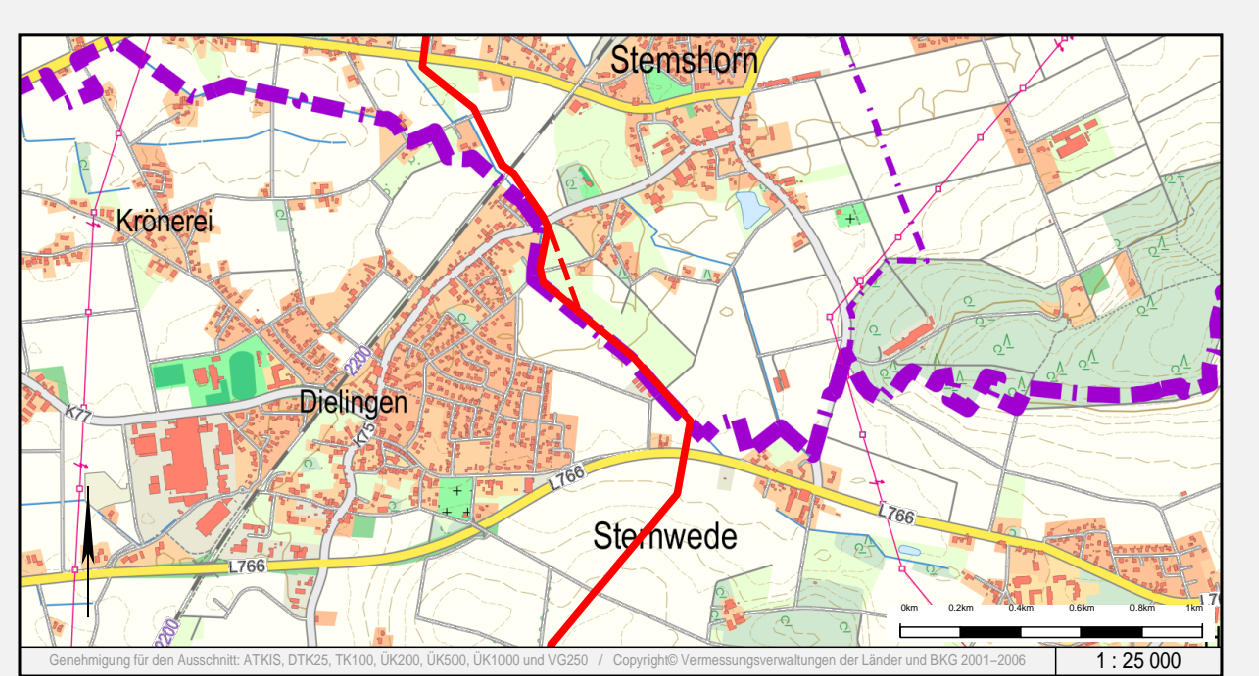 Stemshorn
Krönerei
2200
Dielingen
K77
K75
L766
L766
Stemwede
L766
2200
0km 0.2km 0.4km 0.6km 0.8km 1km
Genehmigung für den Ausschnitt: ATKIS, DTK25, TK100, ÜK200, ÜK500, ÜK1000 und VG250 / Copyright© Vermessungsverwaltungen der Länder und BKG 2001–2006
1 : 25 000